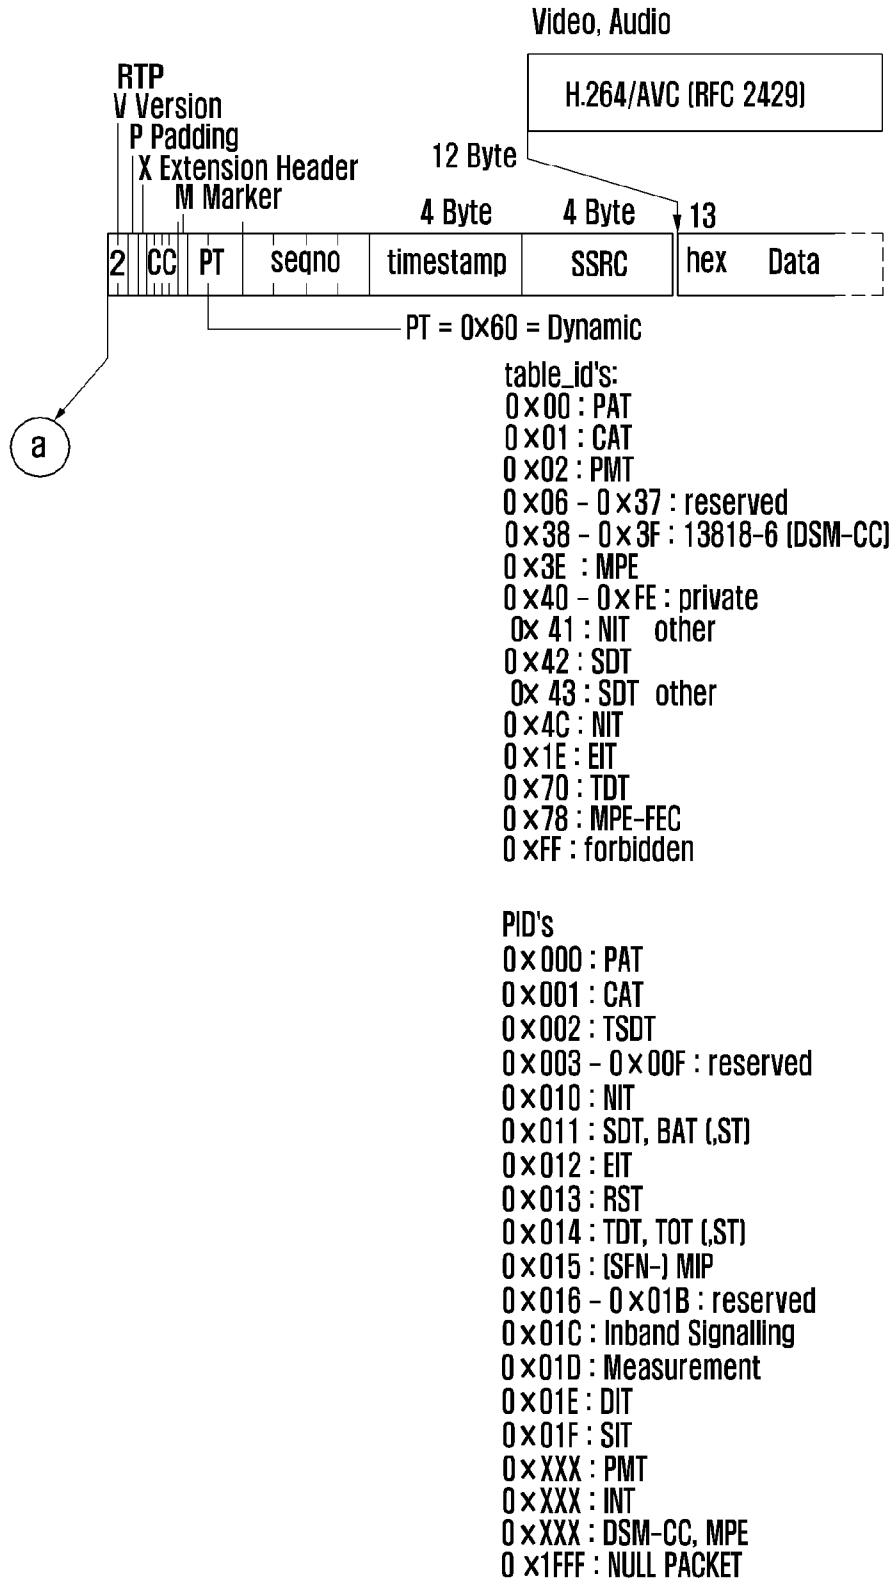 Video, Audio
H.264/AVC (RFC 2429)
RTP
V Version
P Padding
X Extension Header
M Marker
12 Byte
4 Byte 4 Byte 13
2 CC PT seqno timestamp SSRC hex Data
PT = 0×60 = Dynamic
a
table_id's:
0×00 : PAT
0×01 : CAT
0×02 : PMT
0×06 - 0×37 : reserved
0×38 - 0×3F : 13818-6 (DSM-CC)
0×3E : MPE
0×40 - 0×FE : private
0× 41 : NIT other
0×42 : SDT
0× 43 : SDT other
0×4C : NIT
0×1E : EIT
0×70 : TDT
0×78 : MPE-FEC
0×FF : forbidden
PID's
0×000 : PAT
0×001 : CAT
0×002 : TSDT
0×003 - 0×00F : reserved
0×010 : NIT
0×011 : SDT, BAT (,ST)
0×012 : EIT
0×013 : RST
0×014 : TDT, TOT (,ST)
0×015 : (SFN-) MIP
0×016 - 0×01B : reserved
0×01C : Inband Signalling
0×01D : Measurement
0×01E : DIT
0×01F : SIT
0×XXX : PMT
0×XXX : INT
0×XXX : DSM-CC, MPE
0×1FFF : NULL PACKET